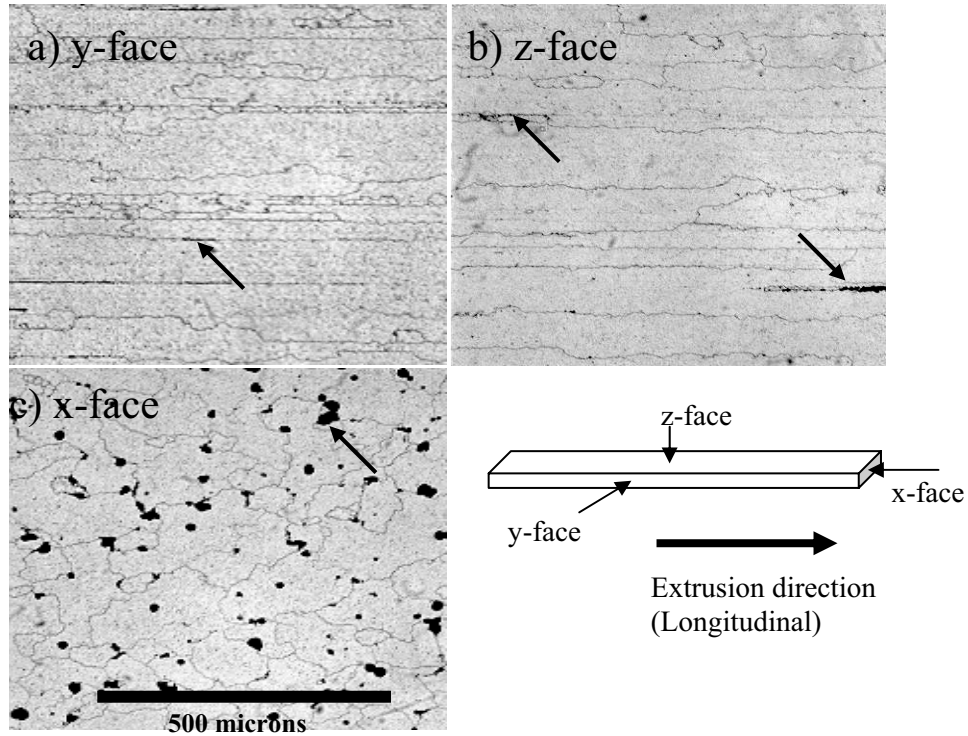 a) y-face
b) z-face
c) x-face
500 microns
z-face
x-face
y-face
Extrusion direction
(Longitudinal)